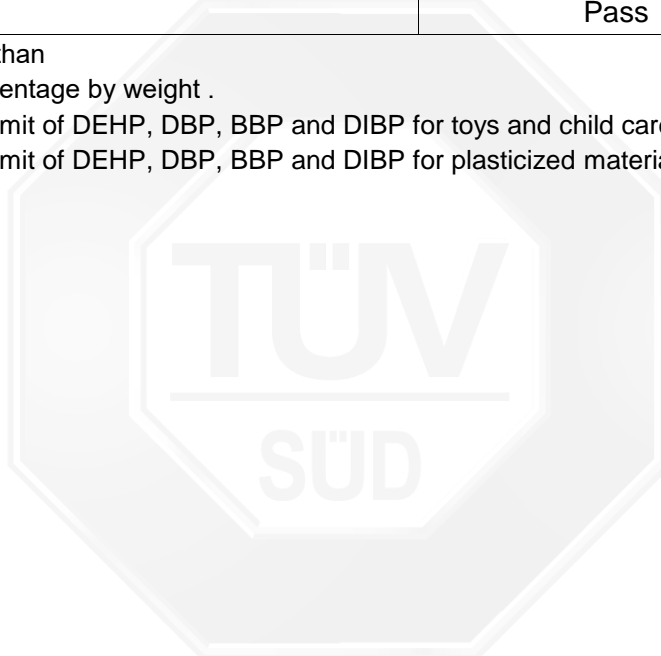 Pass
than
entage by weight .
mit of DEHP, DBP, BBP and DIBP for toys and child car
mit of DEHP, DBP, BBP and DIBP for plasticized materia
TÜV
SÜD